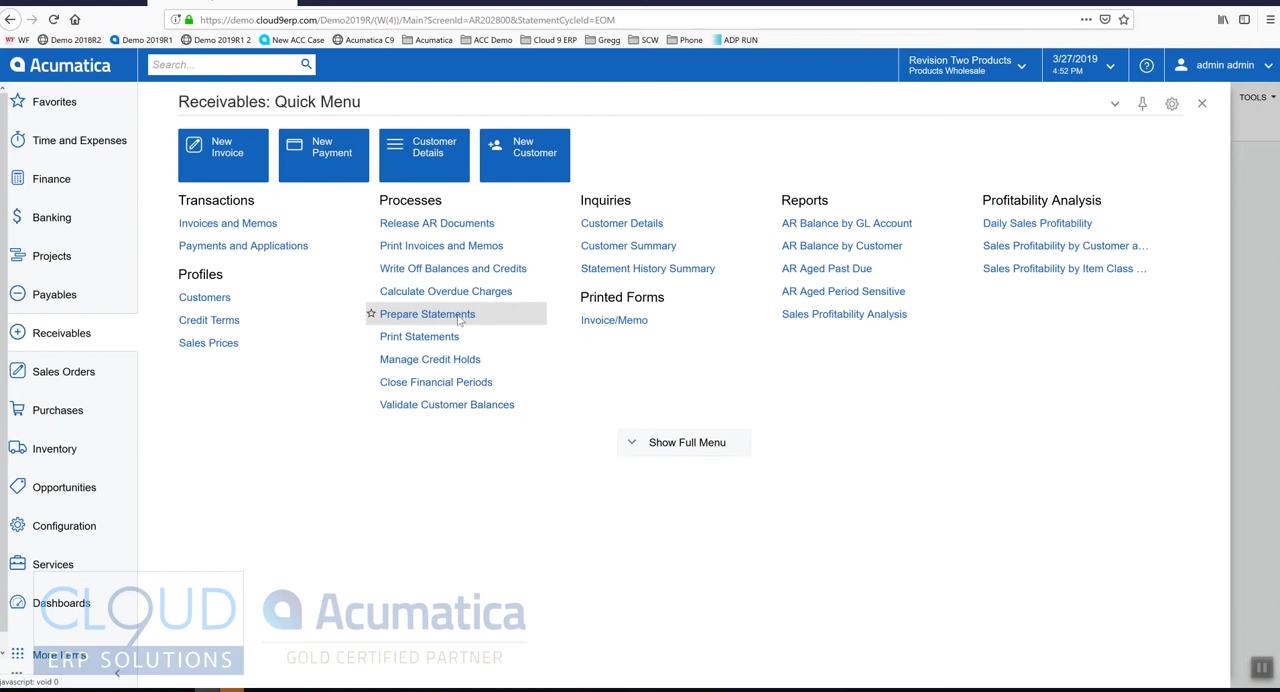 https://demo.cloud9erp.com/Demo2019R/(W(4))/Main?ScreenId=AR202800&StatementCycleId=EOM
WF
Demo 2018R2
Demo 2019R1
Demo 2019R1 2
New ACC Case
Acumatica C9
Acumatica
ACC Demo
Cloud 9 ERP
Gregg
SCW
Phone
ADP RUN
Acumatica
Search...
Revision Two Products
Products Wholesale
3/27/2019
4:52 PM
admin admin
TOOLS
Favorites
Time and Expenses
Finance
Banking
Projects
Payables
Receivables
Sales Orders
Purchases
Inventory
Opportunities
Configuration
Services
Dashboards
More Items
Receivables: Quick Menu
New Invoice
New Payment
Customer Details
New Customer
Transactions
Invoices and Memos
Payments and Applications
Profiles
Customers
Credit Terms
Sales Prices
Processes
Release AR Documents
Print Invoices and Memos
Write Off Balances and Credits
Calculate Overdue Charges
Prepare Statements
Print Statements
Manage Credit Holds
Close Financial Periods
Validate Customer Balances
Inquiries
Customer Details
Customer Summary
Statement History Summary
Printed Forms
Invoice/Memo
Reports
AR Balance by GL Account
AR Balance by Customer
AR Aged Past Due
AR Aged Period Sensitive
Sales Profitability Analysis
Profitability Analysis
Daily Sales Profitability
Sales Profitability by Customer a...
Sales Profitability by Item Class ...
Show Full Menu
CLOUD9
ERP SOLUTIONS
Acumatica
GOLD CERTIFIED PARTNER
javascript: void 0